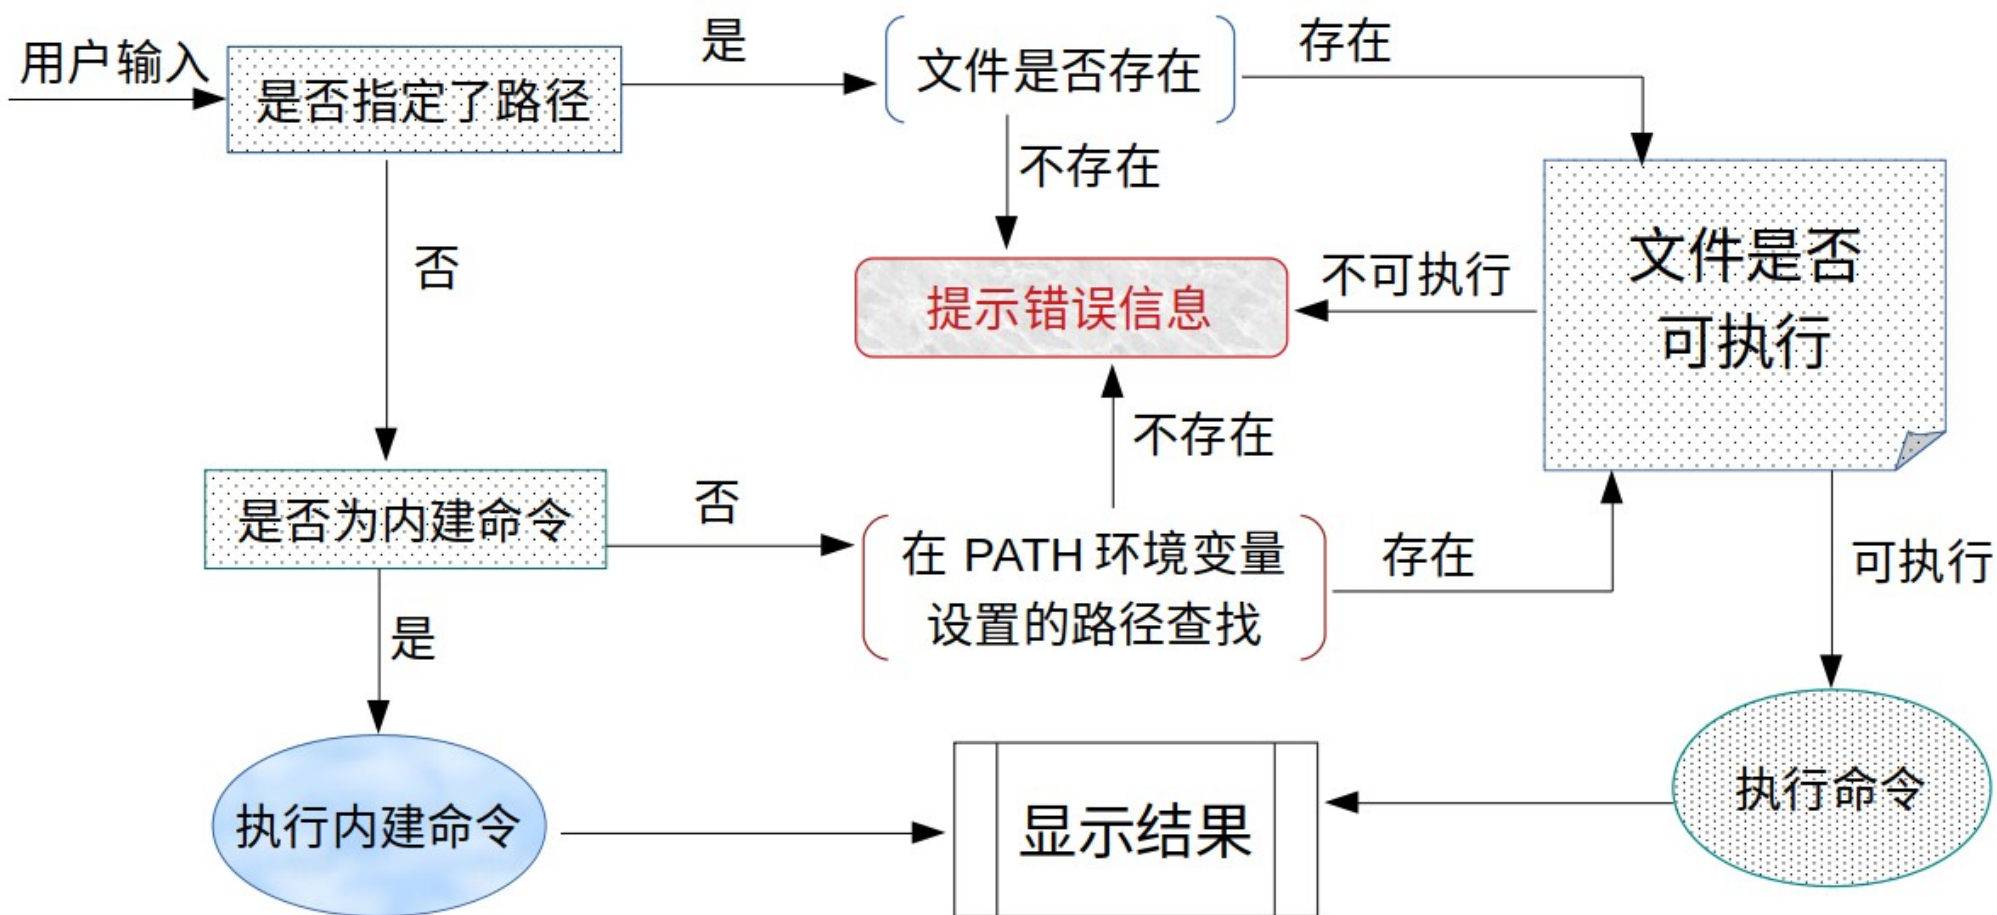 用户输入
是否指定了路径
是
文件是否存在
存在
不存在
否
提示错误信息
不可执行
文件是否
可执行
不存在
是否为内建命令
否
在 PATH 环境变量
设置的路径查找
存在
可执行
是
执行内建命令
显示结果
执行命令